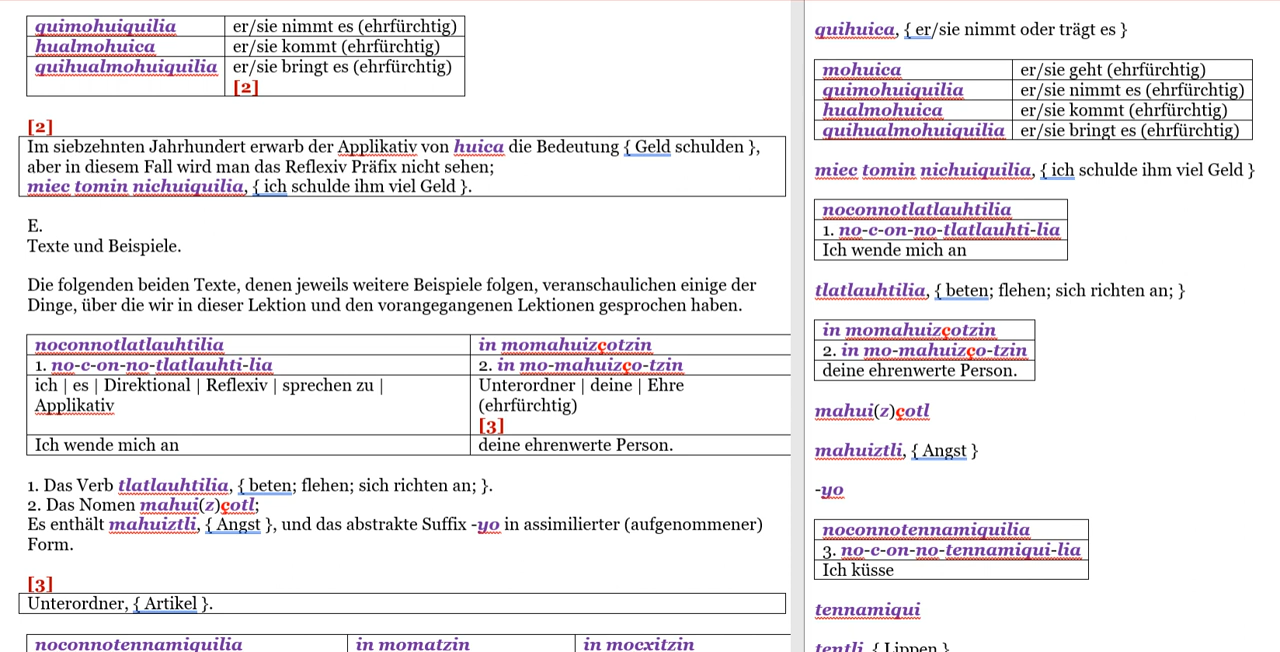 quimohuiquilia er/sie nimmt es (ehrfürchtig)
hualmohuica er/sie kommt (ehrfürchtig)
quihualmohuiquilia er/sie bringt es (ehrfürchtig)
[2]
[2]
Im siebzehnten Jahrhundert erwarb der Applikativ von huica die Bedeutung { Geld schulden },
aber in diesem Fall wird man das Reflexiv Präfix nicht sehen;
miec tomin nichuiquilia, { ich schulde ihm viel Geld }.
E.
Texte und Beispiele.
Die folgenden beiden Texte, denen jeweils weitere Beispiele folgen, veranschaulichen einige der
Dinge, über die wir in dieser Lektion und den vorangegangenen Lektionen gesprochen haben.
noconnotlatlauhtilia in momahuizçotzin
1. no-c-on-no-tlatlauhti-lia 2. in mo-mahuizço-tzin
ich | es | Direktional | Reflexiv | sprechen zu | Unterordner | deine | Ehre
Applikativ (ehrfürchtig)
[3]
Ich wende mich an deine ehrenwerte Person.
1. Das Verb tlatlauhtilia, { beten; flehen; sich richten an; }.
2. Das Nomen mahui(z)çotl;
Es enthält mahuiztli, { Angst }, und das abstrakte Suffix -yo in assimilierter (aufgenommener)
Form.
[3]
Unterordner, { Artikel }.
noconnotennamiquilia in momatzin in mocxitzin
quihuica, { er/sie nimmt oder trägt es }
mohuica er/sie geht (ehrfürchtig)
quimohuiquilia er/sie nimmt es (ehrfürchtig)
hualmohuica er/sie kommt (ehrfürchtig)
quihualmohuiquilia er/sie bringt es (ehrfürchtig)
miec tomin nichuiquilia, { ich schulde ihm viel Geld }
noconnotlatlauhtilia
1. no-c-on-no-tlatlauhti-lia
Ich wende mich an
tlatlauhtilia, { beten; flehen; sich richten an; }
in momahuizçotzin
2. in mo-mahuizço-tzin
deine ehrenwerte Person.
mahui(z)çotl
mahuiztli, { Angst }
-yo
noconnotennamiquilia
3. no-c-on-no-tennamiqui-lia
Ich küsse
tennamiqui
tentli, { Lippen }